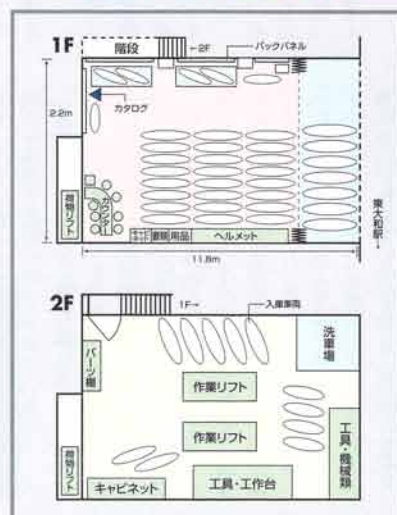 1F
階段
←2F
バックパネル
カタログ
2.2m
荷物リフト
カウンター
用品
ヘルメット
11.8m
東大和駅→
2F
1F→
入庫車両
洗車場
パーツ棚
作業リフト
作業リフト
工具・機械類
荷物リフト
キャビネット
工具・工作台